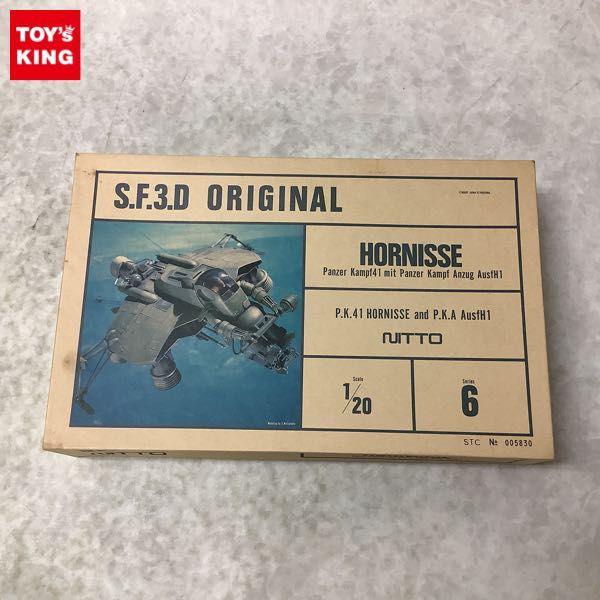 TOY'S
KING
S.F.3.D ORIGINAL
HORNISSE
Panzer Kampf41 mit Panzer Kampf Anzug AusfH1
P.K.41 HORNISSE and P.K.A AusfH1
NITTO
Scale
1/20
Series
6
STC № 005830
NITTO